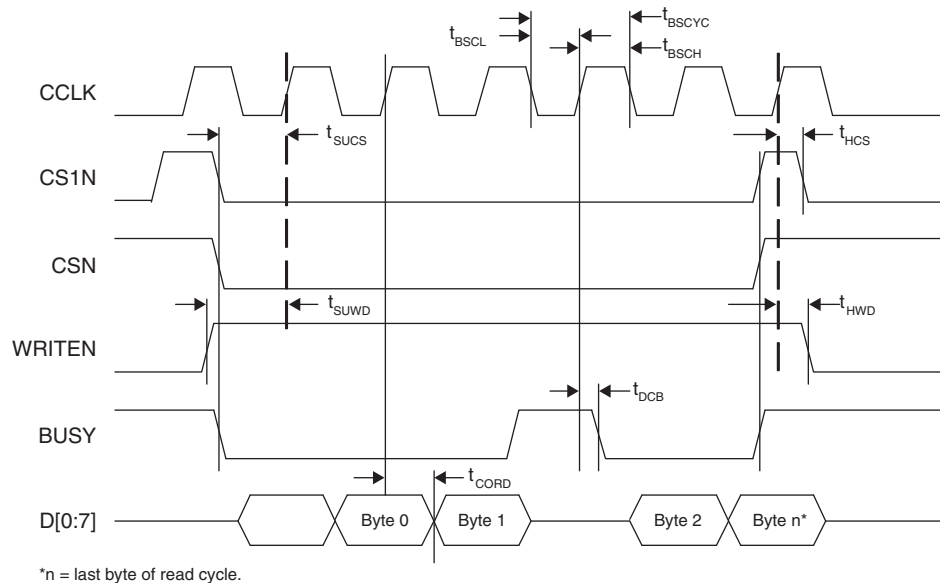 tBSCYC
tBSCL
tBSCH
CCLK
tSUCS
tHCS
CS1N
CSN
tSUWD
tHWD
WRITEN
tDCB
BUSY
tCORD
D[0:7]
Byte 0
Byte 1
Byte 2
Byte n*
*n = last byte of read cycle.